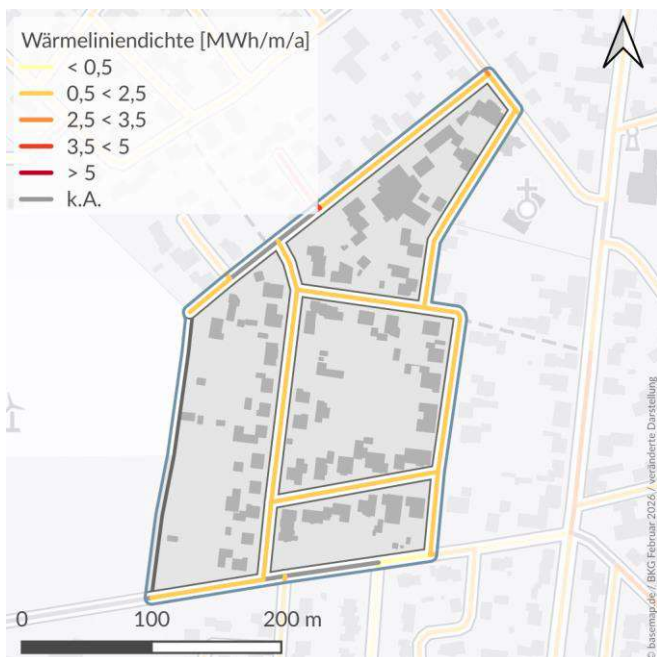 Wärmeliniendichte [MWh/m/a]
< 0,5
0,5 < 2,5
2,5 < 3,5
3,5 < 5
> 5
k.A.
© basemap.de / BKG Februar 2026 / veränderte Darstellung
0 100 200 m